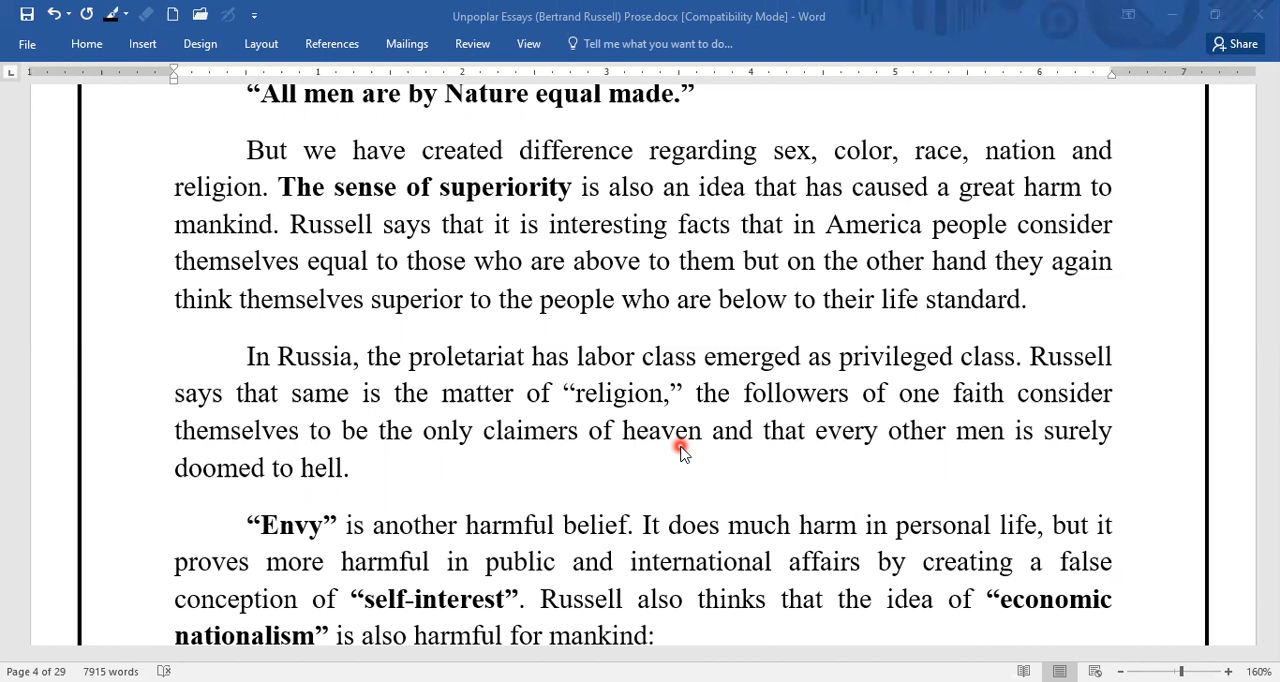 Unpoplar Essays (Bertrand Russell) Prose.docx [Compatibility Mode] - Word
File Home Insert Design Layout References Mailings Review View Tell me what you want to do... Share
1 1 2 3 4 5 6 7
“All men are by Nature equal made.”
But we have created difference regarding sex, color, race, nation and
religion. The sense of superiority is also an idea that has caused a great harm to
mankind. Russell says that it is interesting facts that in America people consider
themselves equal to those who are above to them but on the other hand they again
think themselves superior to the people who are below to their life standard.
In Russia, the proletariat has labor class emerged as privileged class. Russell
says that same is the matter of “religion,” the followers of one faith consider
themselves to be the only claimers of heaven and that every other men is surely
doomed to hell.
“Envy” is another harmful belief. It does much harm in personal life, but it
proves more harmful in public and international affairs by creating a false
conception of “self-interest”. Russell also thinks that the idea of “economic
nationalism” is also harmful for mankind:
Page 4 of 29 7915 words 160%